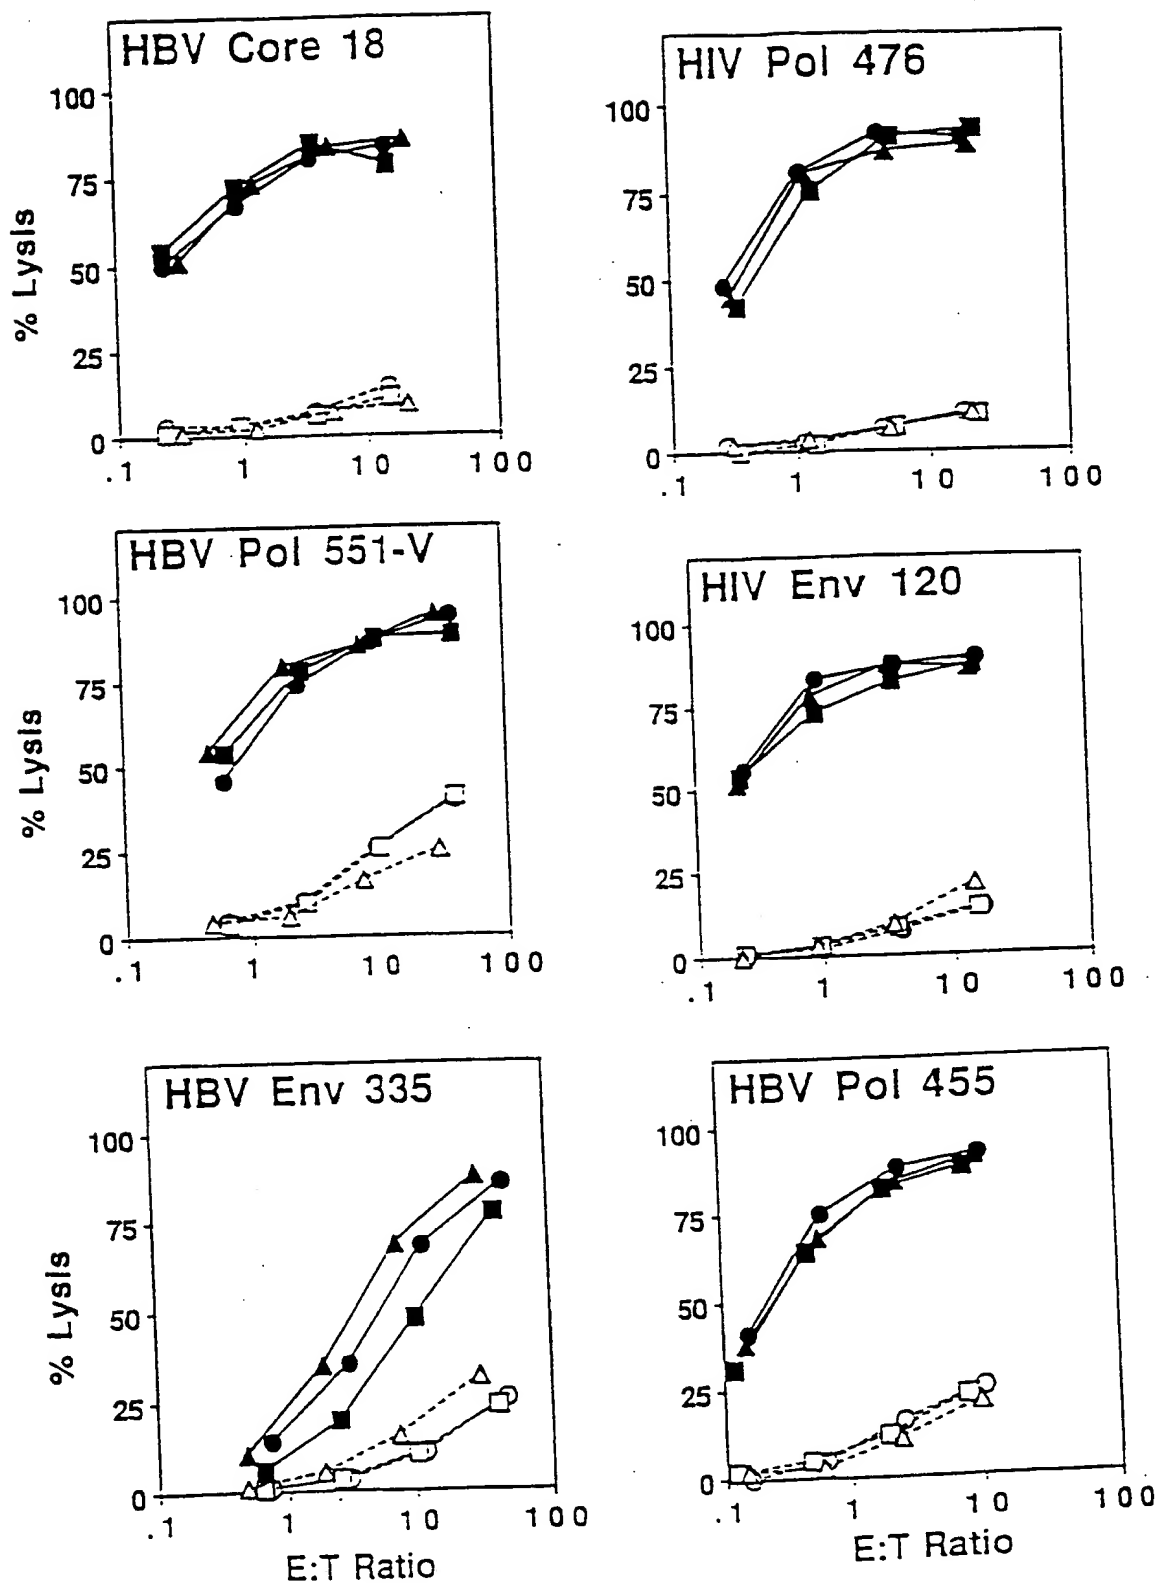 HBV Core 18
% Lysis
100
75
50
25
0
.1 1 10 100
HIV Pol 476
100
75
50
25
0
.1 1 10 100
HBV Pol 551-V
% Lysis
100
75
50
25
0
.1 1 10 100
HIV Env 120
100
75
50
25
0
.1 1 10 100
HBV Env 335
% Lysis
100
75
50
25
0
.1 1 10 100
E:T Ratio
HBV Pol 455
100
75
50
25
0
.1 1 10 100
E:T Ratio